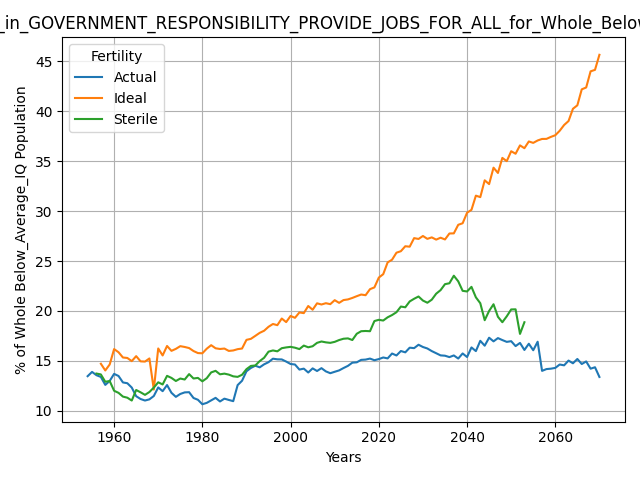 _in_GOVERNMENT_RESPONSIBILITY_PROVIDE_JOBS_FOR_ALL_for_Whole_Below
Fertility
Actual
Ideal
Sterile
% of Whole Below_Average_IQ Population
45
40
35
30
25
20
15
10
1960
1980
2000
2020
2040
2060
Years